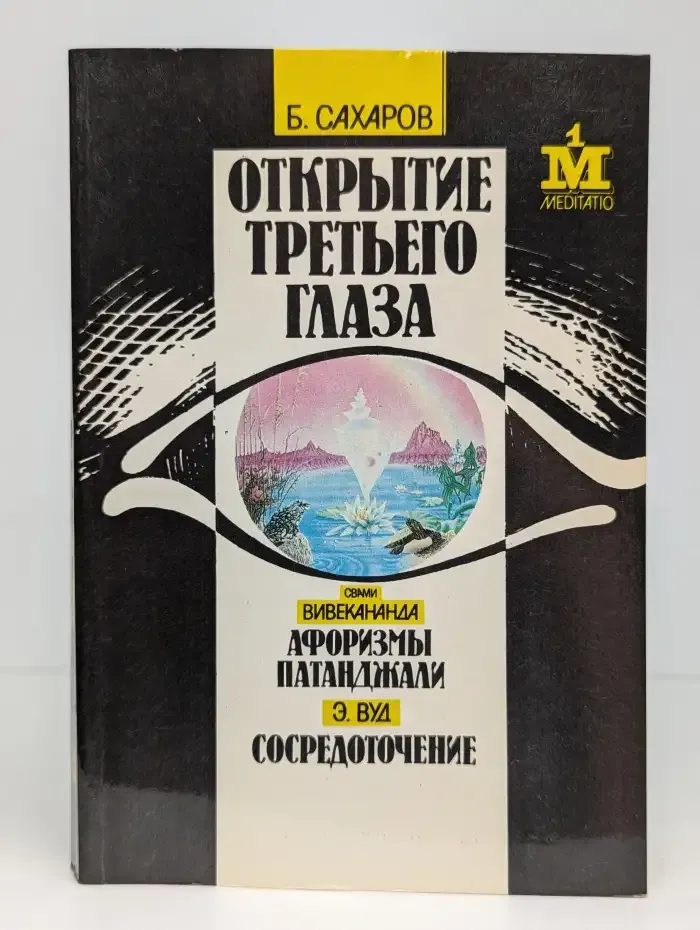 Б. САХАРОВ
1
М
MEDITATIO
ОТКРЫТИЕ
ТРЕТЬЕГО
ГЛАЗА
СВАМИ
ВИВЕКАНАНДА
АФОРИЗМЫ
ПАТАНДЖАЛИ
Э. ВУД
СОСРЕДОТОЧЕНИЕ